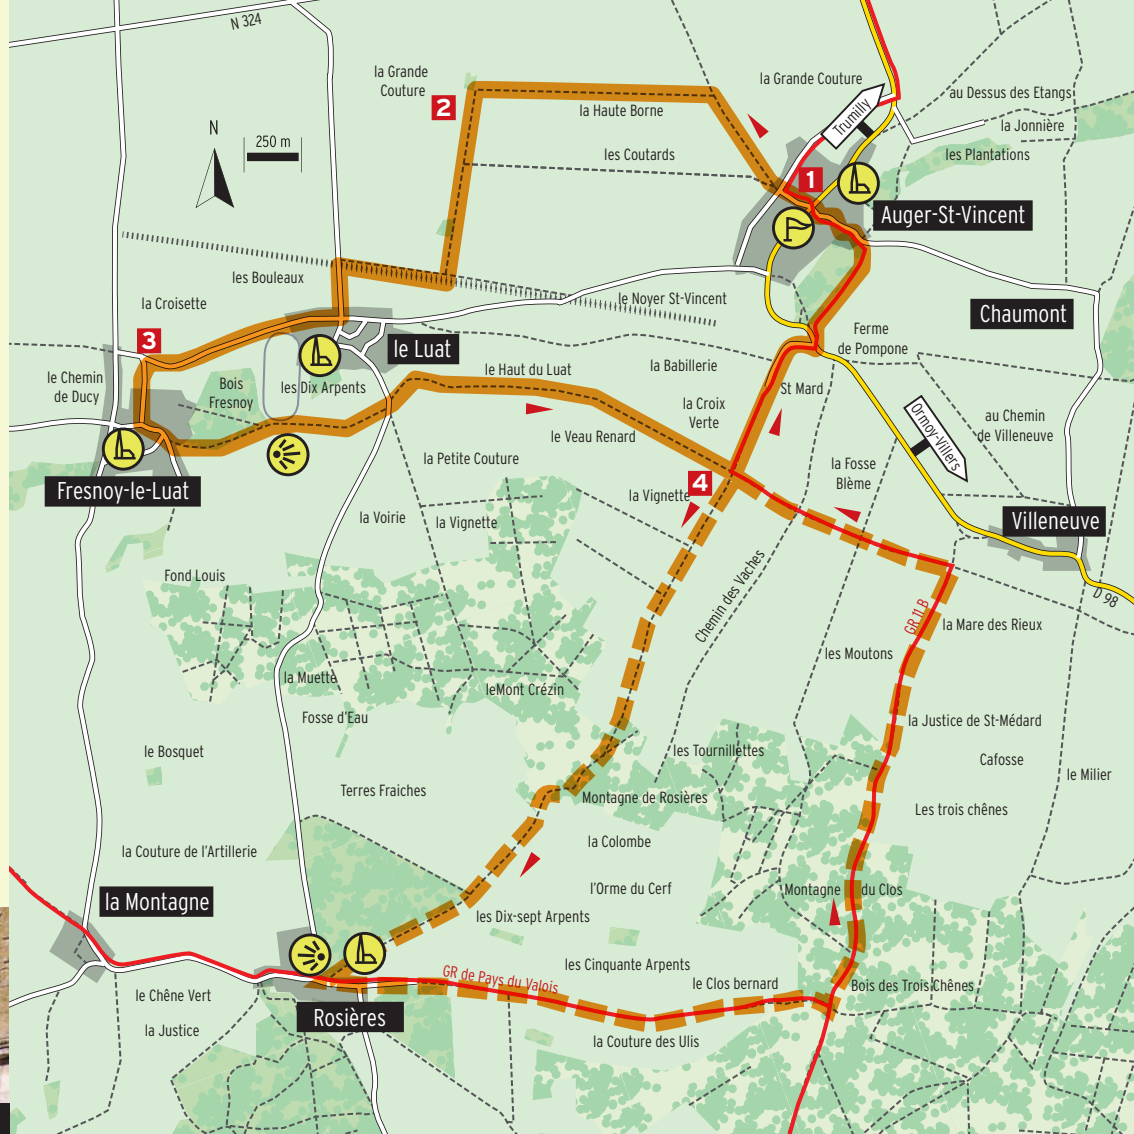 N 324
N
250 m
la Grande
Couture
2
la Haute Borne
les Coutards
la Grande Couture
Trumilly
au Dessus des Etangs
la Jonnière
les Plantations
1
Auger-St-Vincent
les Bouleaux
la Croisette
3
le Noyer St-Vincent
Chaumont
le Luat
Ferme
de Pompone
le Chemin
de Ducy
Bois
Fresnoy
les Dix Arpents
le Haut du Luat
la Babillerie
St Mard
la Croix
Verte
le Veau Renard
Ormoy-Villers
au Chemin
de Villeneuve
la Petite Couture
la Fosse
Blème
4
Fresnoy-le-Luat
la Vignette
la Voirie
la Vignette
Villeneuve
Fond Louis
Chemin des Vaches
D 98
GR 11 B
la Mare des Rieux
les Moutons
la Muette
leMont Crézin
Fosse d'Eau
la Justice de St-Médard
le Bosquet
les Tournillettes
Cafosse
le Milier
Terres Fraiches
Montagne de Rosières
Les trois chênes
la Couture de l'Artillerie
la Colombe
la Montagne
l'Orme du Cerf
Montagne du Clos
les Dix-sept Arpents
les Cinquante Arpents
GR de Pays du Valois
le Clos bernard
Bois des Trois Chênes
le Chêne Vert
Rosières
la Justice
la Couture des Ulis